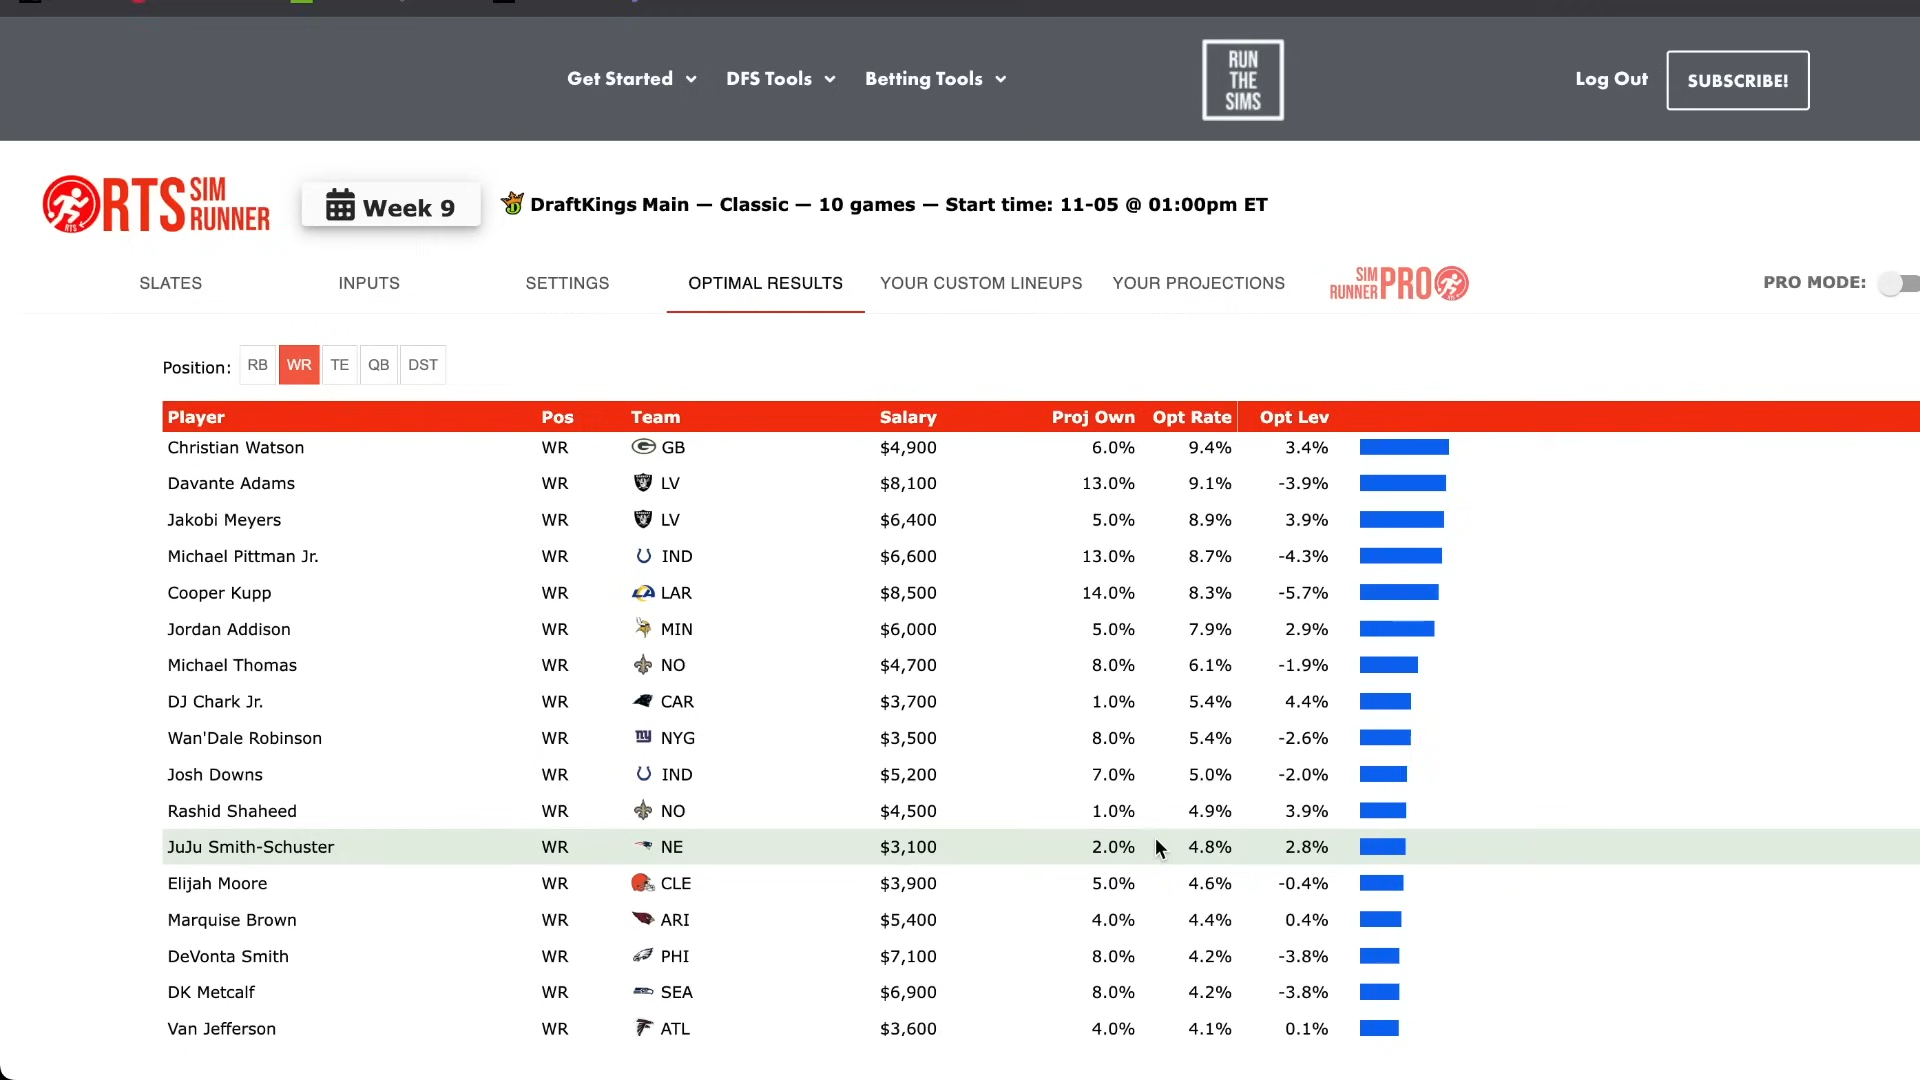 Get Started DFS Tools Betting Tools RUN THE SIMS Log Out SUBSCRIBE!
RTS SIM RUNNER Week 9 DraftKings Main — Classic — 10 games — Start time: 11-05 @ 01:00pm ET
SLATES INPUTS SETTINGS OPTIMAL RESULTS YOUR CUSTOM LINEUPS YOUR PROJECTIONS SIM RUNNER PRO PRO MODE:
Position: RB WR TE QB DST
Player Pos Team Salary Proj Own Opt Rate Opt Lev
Christian Watson WR GB $4,900 6.0% 9.4% 3.4%
Davante Adams WR LV $8,100 13.0% 9.1% -3.9%
Jakobi Meyers WR LV $6,400 5.0% 8.9% 3.9%
Michael Pittman Jr. WR IND $6,600 13.0% 8.7% -4.3%
Cooper Kupp WR LAR $8,500 14.0% 8.3% -5.7%
Jordan Addison WR MIN $6,000 5.0% 7.9% 2.9%
Michael Thomas WR NO $4,700 8.0% 6.1% -1.9%
DJ Chark Jr. WR CAR $3,700 1.0% 5.4% 4.4%
Wan'Dale Robinson WR NYG $3,500 8.0% 5.4% -2.6%
Josh Downs WR IND $5,200 7.0% 5.0% -2.0%
Rashid Shaheed WR NO $4,500 1.0% 4.9% 3.9%
JuJu Smith-Schuster WR NE $3,100 2.0% 4.8% 2.8%
Elijah Moore WR CLE $3,900 5.0% 4.6% -0.4%
Marquise Brown WR ARI $5,400 4.0% 4.4% 0.4%
DeVonta Smith WR PHI $7,100 8.0% 4.2% -3.8%
DK Metcalf WR SEA $6,900 8.0% 4.2% -3.8%
Van Jefferson WR ATL $3,600 4.0% 4.1% 0.1%